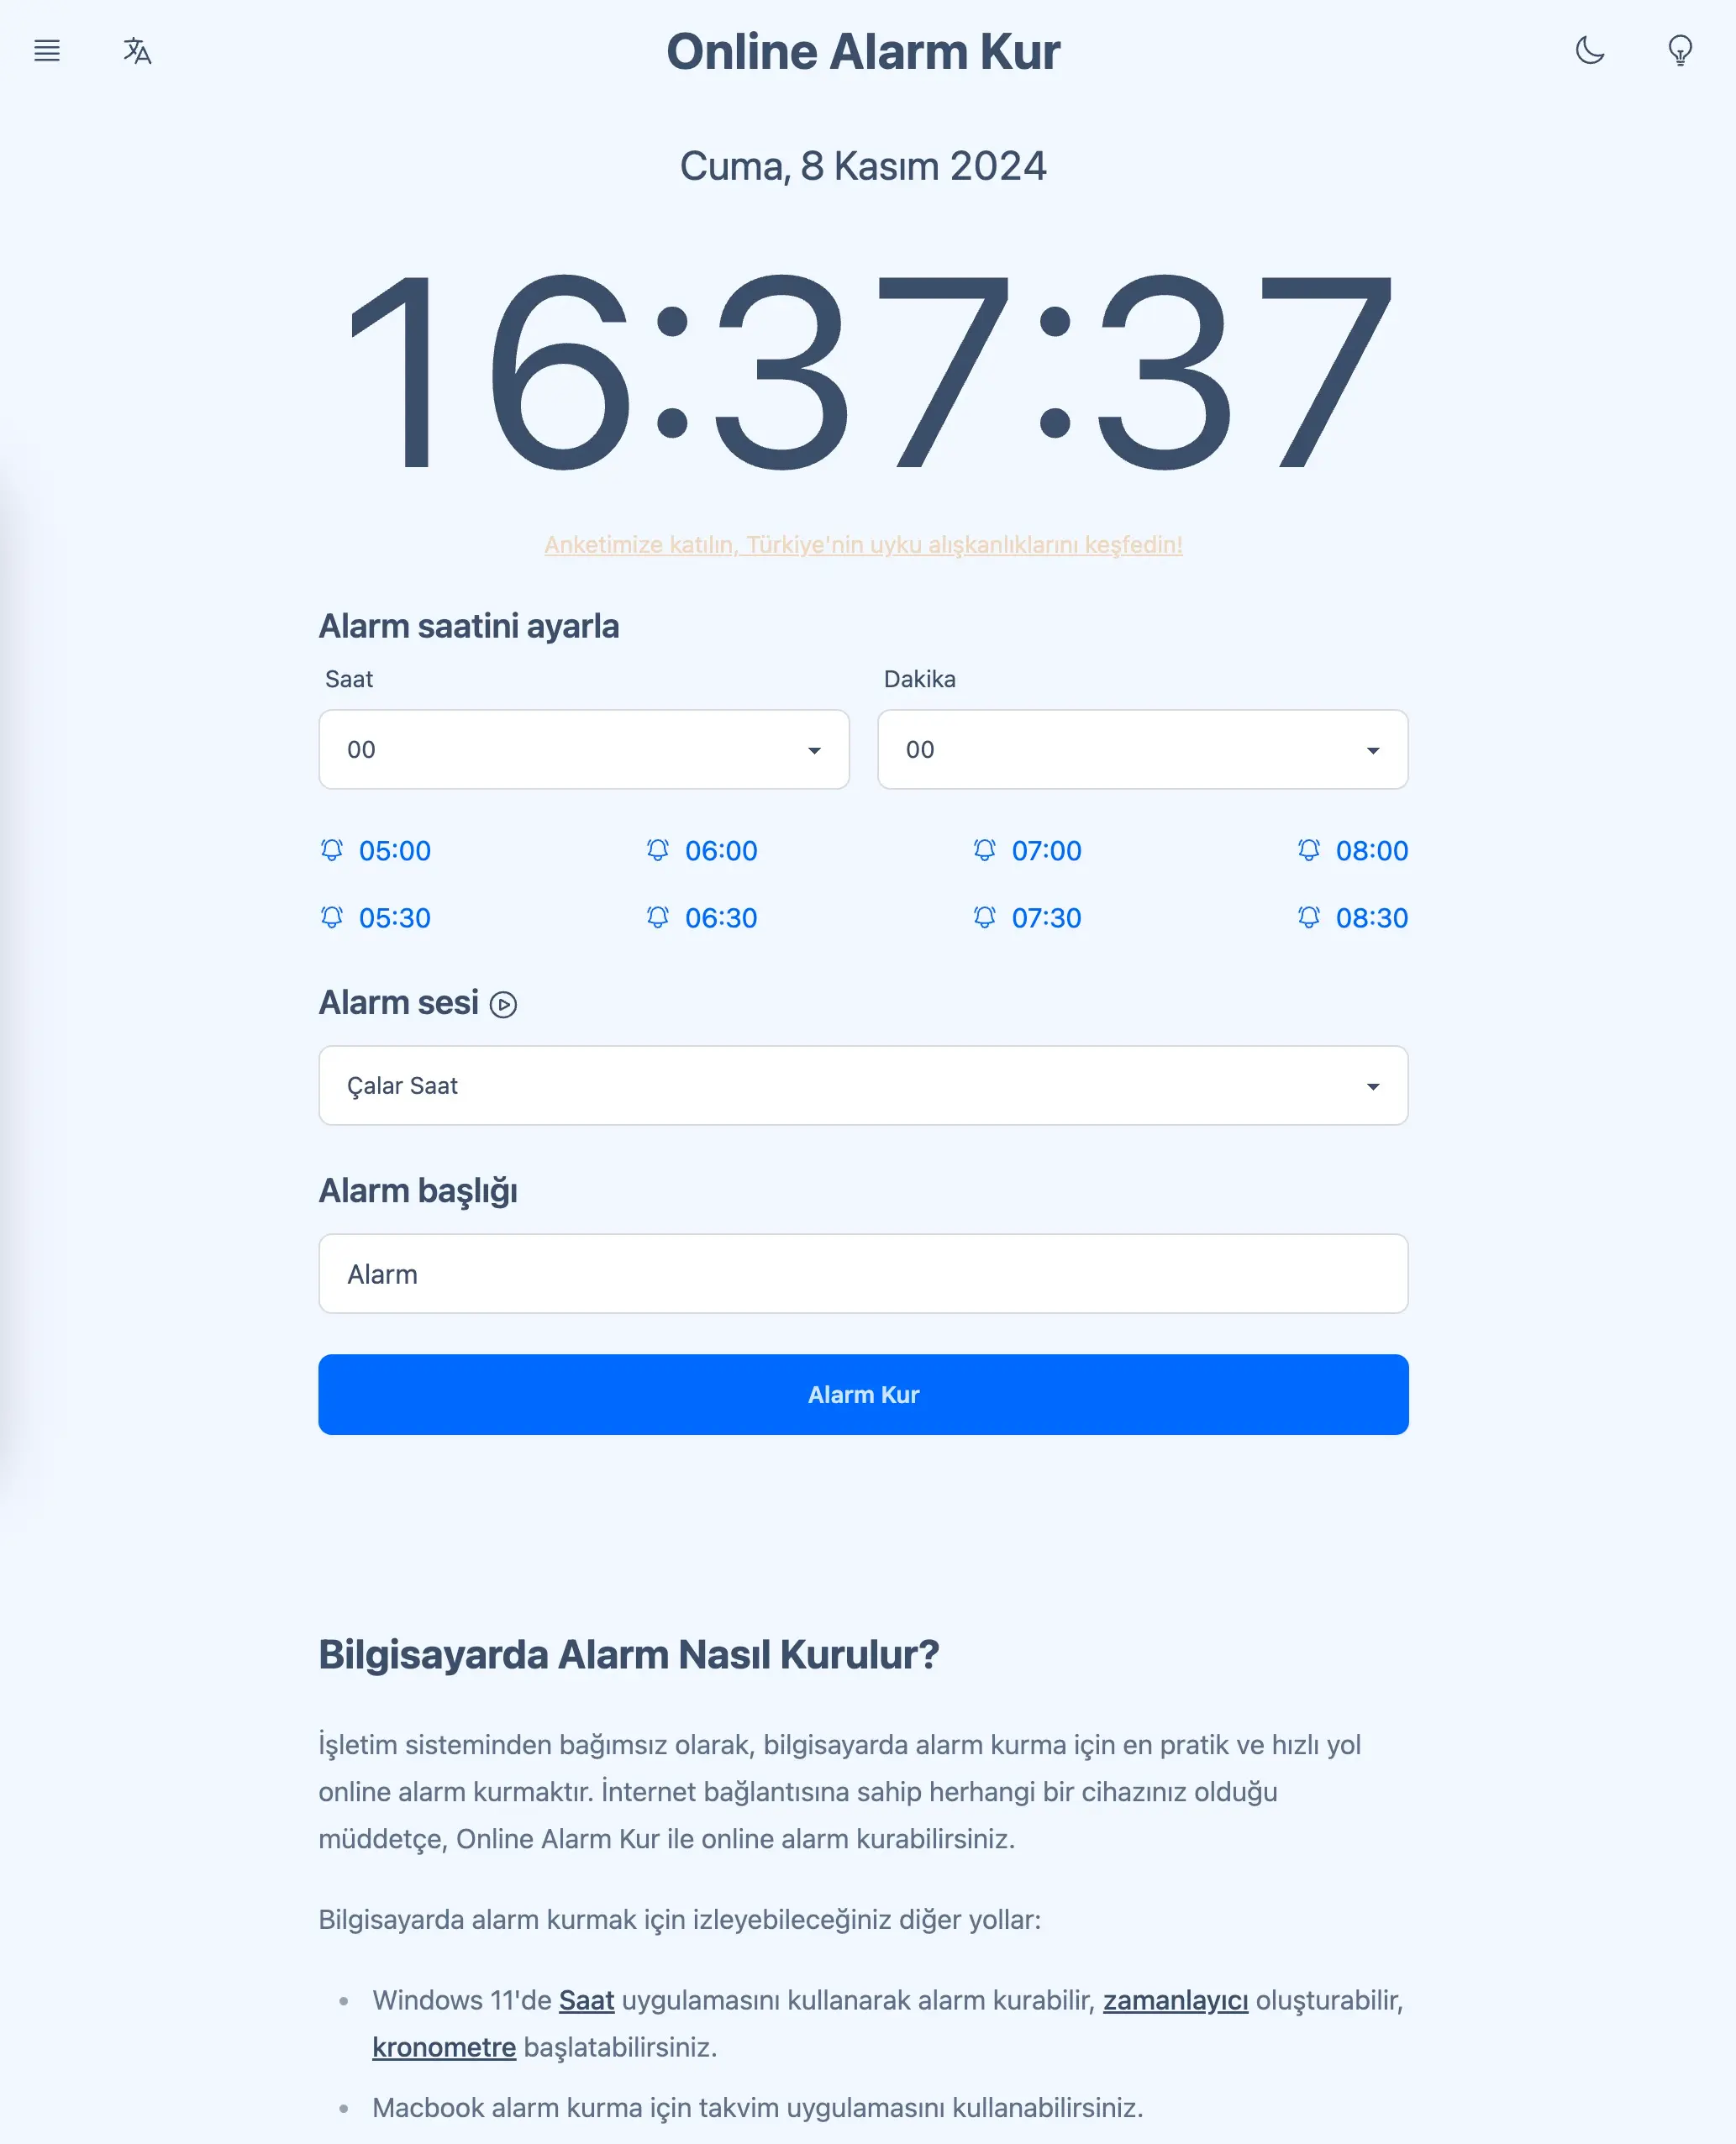 Online Alarm Kur
Cuma, 8 Kasım 2024
16:37:37
Anketimize katılın, Türkiye'nin uyku alışkanlıklarını keşfedin!
Alarm saatini ayarla
Saat Dakika
00 00
05:00 06:00 07:00 08:00
05:30 06:30 07:30 08:30
Alarm sesi
Çalar Saat
Alarm başlığı
Alarm
Alarm Kur
Bilgisayarda Alarm Nasıl Kurulur?
İşletim sisteminden bağımsız olarak, bilgisayarda alarm kurma için en pratik ve hızlı yol
online alarm kurmaktır. İnternet bağlantısına sahip herhangi bir cihazınız olduğu
müddetçe, Online Alarm Kur ile online alarm kurabilirsiniz.
Bilgisayarda alarm kurmak için izleyebileceğiniz diğer yollar:
• Windows 11'de Saat uygulamasını kullanarak alarm kurabilir, zamanlayıcı oluşturabilir,
kronometre başlatabilirsiniz.
• Macbook alarm kurma için takvim uygulamasını kullanabilirsiniz.